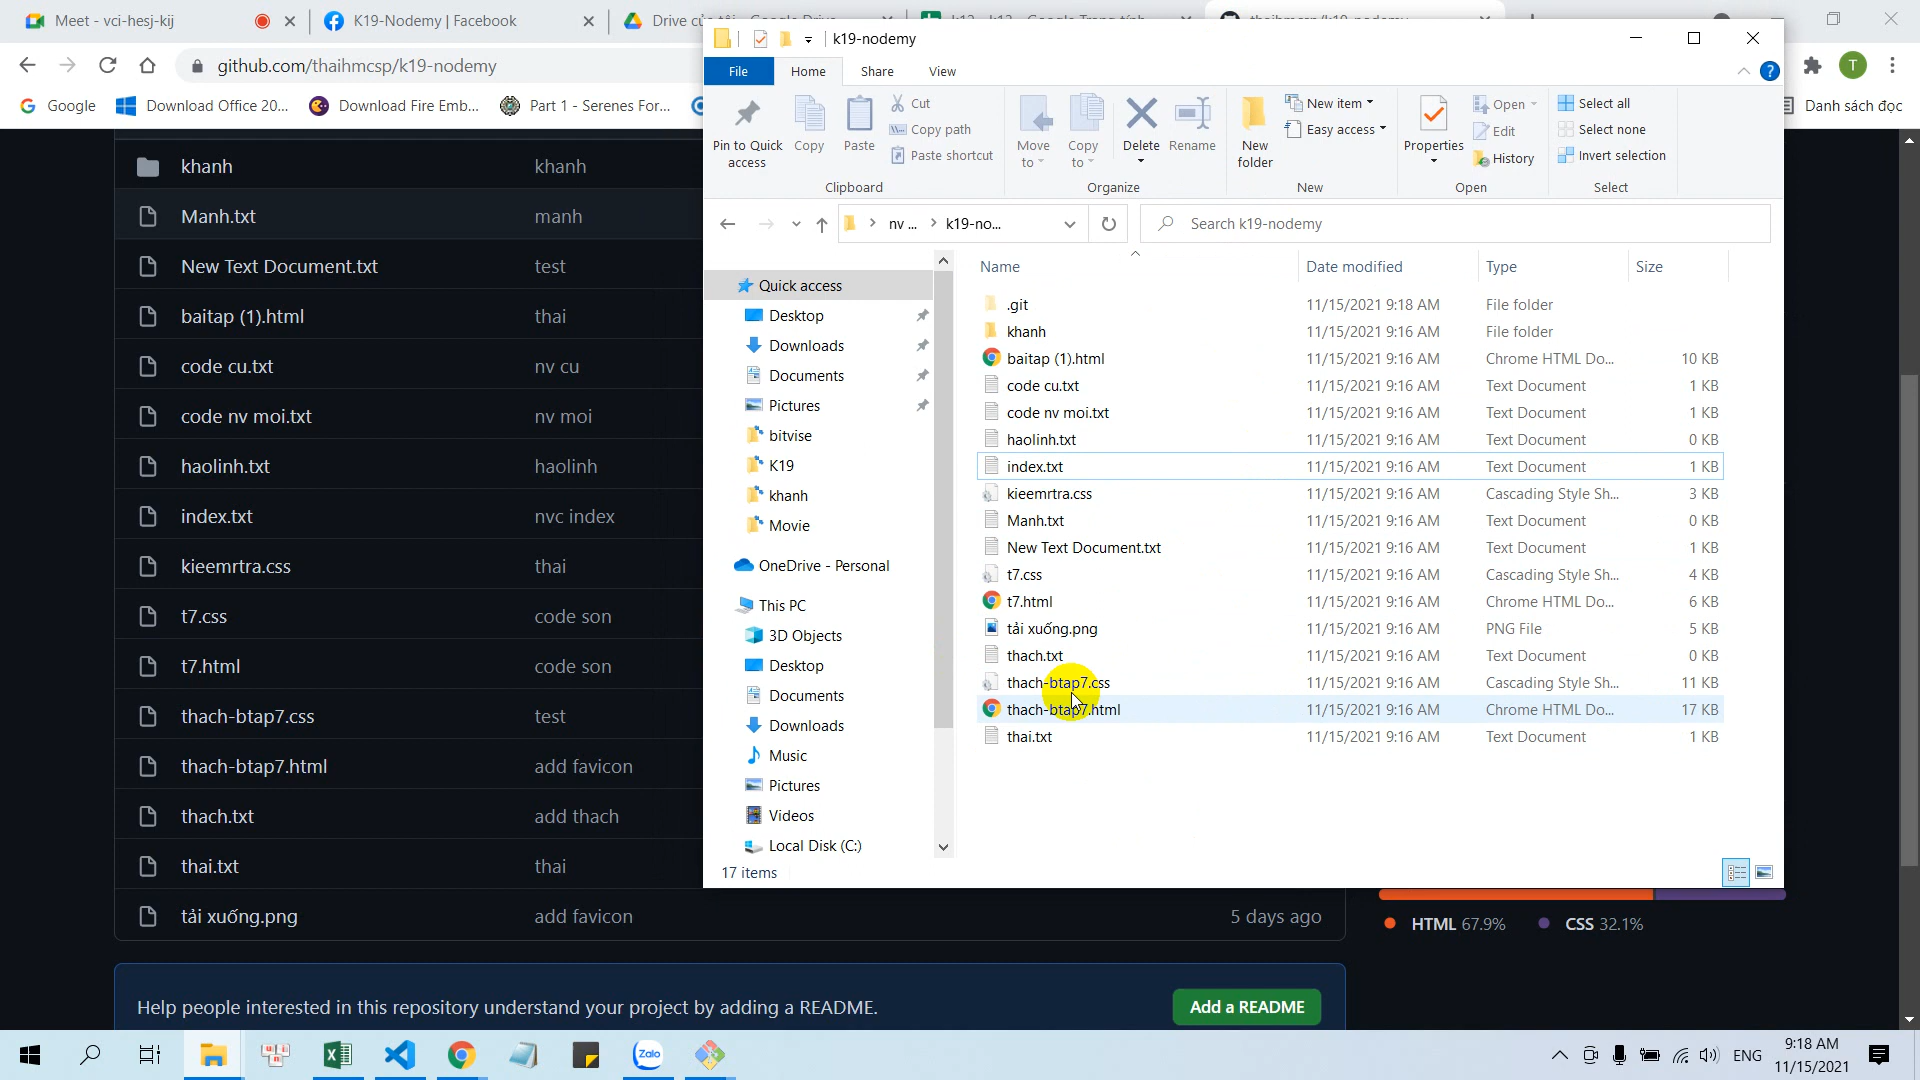 Meet - vci-hesj-kij
K19-Nodemy | Facebook
Drive của tôi - Google Drive
k19-nodemy
github.com/thaihmcsp/k19-nodemy
T
Google
Download Office 20...
Download Fire Emb...
Part 1 - Serenes For...
Danh sách đọc
File
Home
Share
View
Pin to Quick access
Copy
Paste
Cut
Copy path
Paste shortcut
Move to
Copy to
Delete
Rename
New folder
New item
Easy access
Properties
Open
Edit
History
Select all
Select none
Invert selection
Clipboard
Organize
New
Open
Select
nv ...
k19-no...
Search k19-nodemy
Name
Date modified
Type
Size
khanh khanh
Manh.txt manh
New Text Document.txt test
baitap (1).html thai
code cu.txt nv cu
code nv moi.txt nv moi
haolinh.txt haolinh
index.txt nvc index
kieemrtra.css thai
t7.css code son
t7.html code son
thach-btap7.css test
thach-btap7.html add favicon
thach.txt add thach
thai.txt thai
tải xuống.png add favicon 5 days ago
Quick access
Desktop
Downloads
Documents
Pictures
bitvise
K19
khanh
Movie
OneDrive - Personal
This PC
3D Objects
Desktop
Documents
Downloads
Music
Pictures
Videos
Local Disk (C:)
.git 11/15/2021 9:18 AM File folder
khanh 11/15/2021 9:16 AM File folder
baitap (1).html 11/15/2021 9:16 AM Chrome HTML Do... 10 KB
code cu.txt 11/15/2021 9:16 AM Text Document 1 KB
code nv moi.txt 11/15/2021 9:16 AM Text Document 1 KB
haolinh.txt 11/15/2021 9:16 AM Text Document 0 KB
index.txt 11/15/2021 9:16 AM Text Document 1 KB
kieemrtra.css 11/15/2021 9:16 AM Cascading Style Sh... 3 KB
Manh.txt 11/15/2021 9:16 AM Text Document 0 KB
New Text Document.txt 11/15/2021 9:16 AM Text Document 1 KB
t7.css 11/15/2021 9:16 AM Cascading Style Sh... 4 KB
t7.html 11/15/2021 9:16 AM Chrome HTML Do... 6 KB
tải xuống.png 11/15/2021 9:16 AM PNG File 5 KB
thach.txt 11/15/2021 9:16 AM Text Document 0 KB
thach-btap7.css 11/15/2021 9:16 AM Cascading Style Sh... 11 KB
thach-btap7.html 11/15/2021 9:16 AM Chrome HTML Do... 17 KB
thai.txt 11/15/2021 9:16 AM Text Document 1 KB
17 items
HTML 67.9%
CSS 32.1%
Help people interested in this repository understand your project by adding a README.
Add a README
Zalo
ENG
9:18 AM
11/15/2021